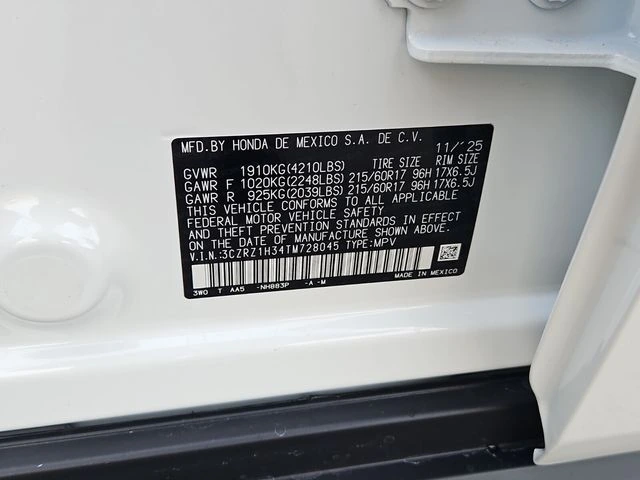 MFD.BY HONDA DE MEXICO S.A. DE C.V. 11/'25
GVWR 1910KG(4210LBS) TIRE SIZE RIM SIZE
GAWR F 1020KG(2248LBS) 215/60R17 96H 17X6.5J
GAWR R 925KG(2039LBS) 215/60R17 96H 17X6.5J
THIS VEHICLE CONFORMS TO ALL APPLICABLE
FEDERAL MOTOR VEHICLE SAFETY
AND THEFT PREVENTION STANDARDS IN EFFECT
ON THE DATE OF MANUFACTURE SHOWN ABOVE.
V.I.N.:3CZRZ1H34TM728045 TYPE:MPV
3W0 T AA5 -NH883P -A -M
MADE IN MEXICO